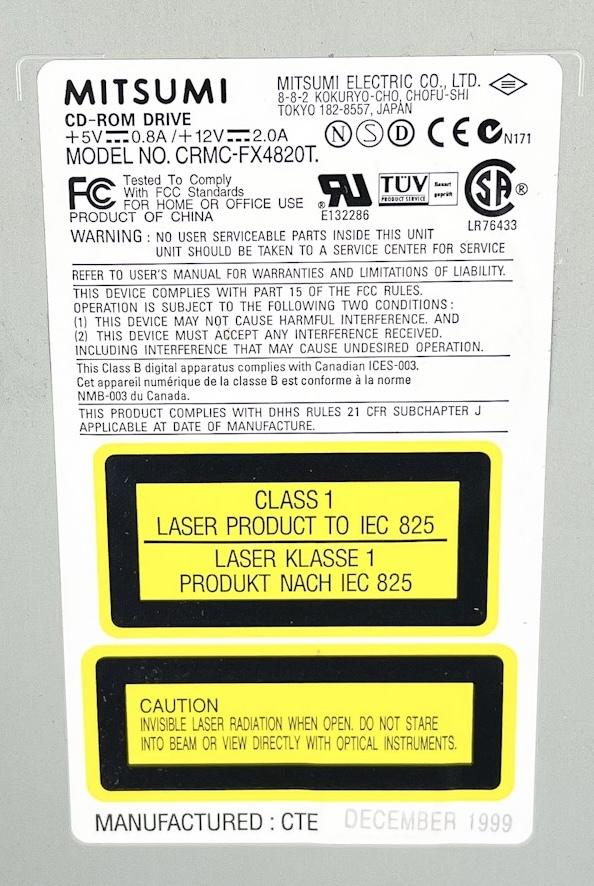 MITSUMI
MITSUMI ELECTRIC CO., LTD.
8-8-2 KOKURYO-CHO, CHOFU-SHI
TOKYO 182-8557, JAPAN
CD-ROM DRIVE
+5V⎓0.8A/+12V⎓2.0A
MODEL NO. CRMC-FX4820T.
N S D CE N171
FC Tested To Comply
With FCC Standards
FOR HOME OR OFFICE USE
PRODUCT OF CHINA
RU ®
E132286
TÜV
PRODUCT SERVICE
Bauart
geprüft
SA ®
LR76433
WARNING : NO USER SERVICEABLE PARTS INSIDE THIS UNIT
UNIT SHOULD BE TAKEN TO A SERVICE CENTER FOR SERVICE
REFER TO USER'S MANUAL FOR WARRANTIES AND LIMITATIONS OF LIABILITY.
THIS DEVICE COMPLIES WITH PART 15 OF THE FCC RULES.
OPERATION IS SUBJECT TO THE FOLLOWING TWO CONDITIONS :
(1) THIS DEVICE MAY NOT CAUSE HARMFUL INTERFERENCE. AND
(2) THIS DEVICE MUST ACCEPT ANY INTERFERENCE RECEIVED.
INCLUDING INTERFERENCE THAT MAY CAUSE UNDESIRED OPERATION.
This Class B digital apparatus complies with Canadian ICES-003.
Cet appareil numérique de la classe B est conforme à la norme
NMB-003 du Canada.
THIS PRODUCT COMPLIES WITH DHHS RULES 21 CFR SUBCHAPTER J
APPLICABLE AT DATE OF MANUFACTURE.
CLASS 1
LASER PRODUCT TO IEC 825
LASER KLASSE 1
PRODUKT NACH IEC 825
CAUTION
INVISIBLE LASER RADIATION WHEN OPEN. DO NOT STARE
INTO BEAM OR VIEW DIRECTLY WITH OPTICAL INSTRUMENTS.
MANUFACTURED : CTE DECEMBER 1999